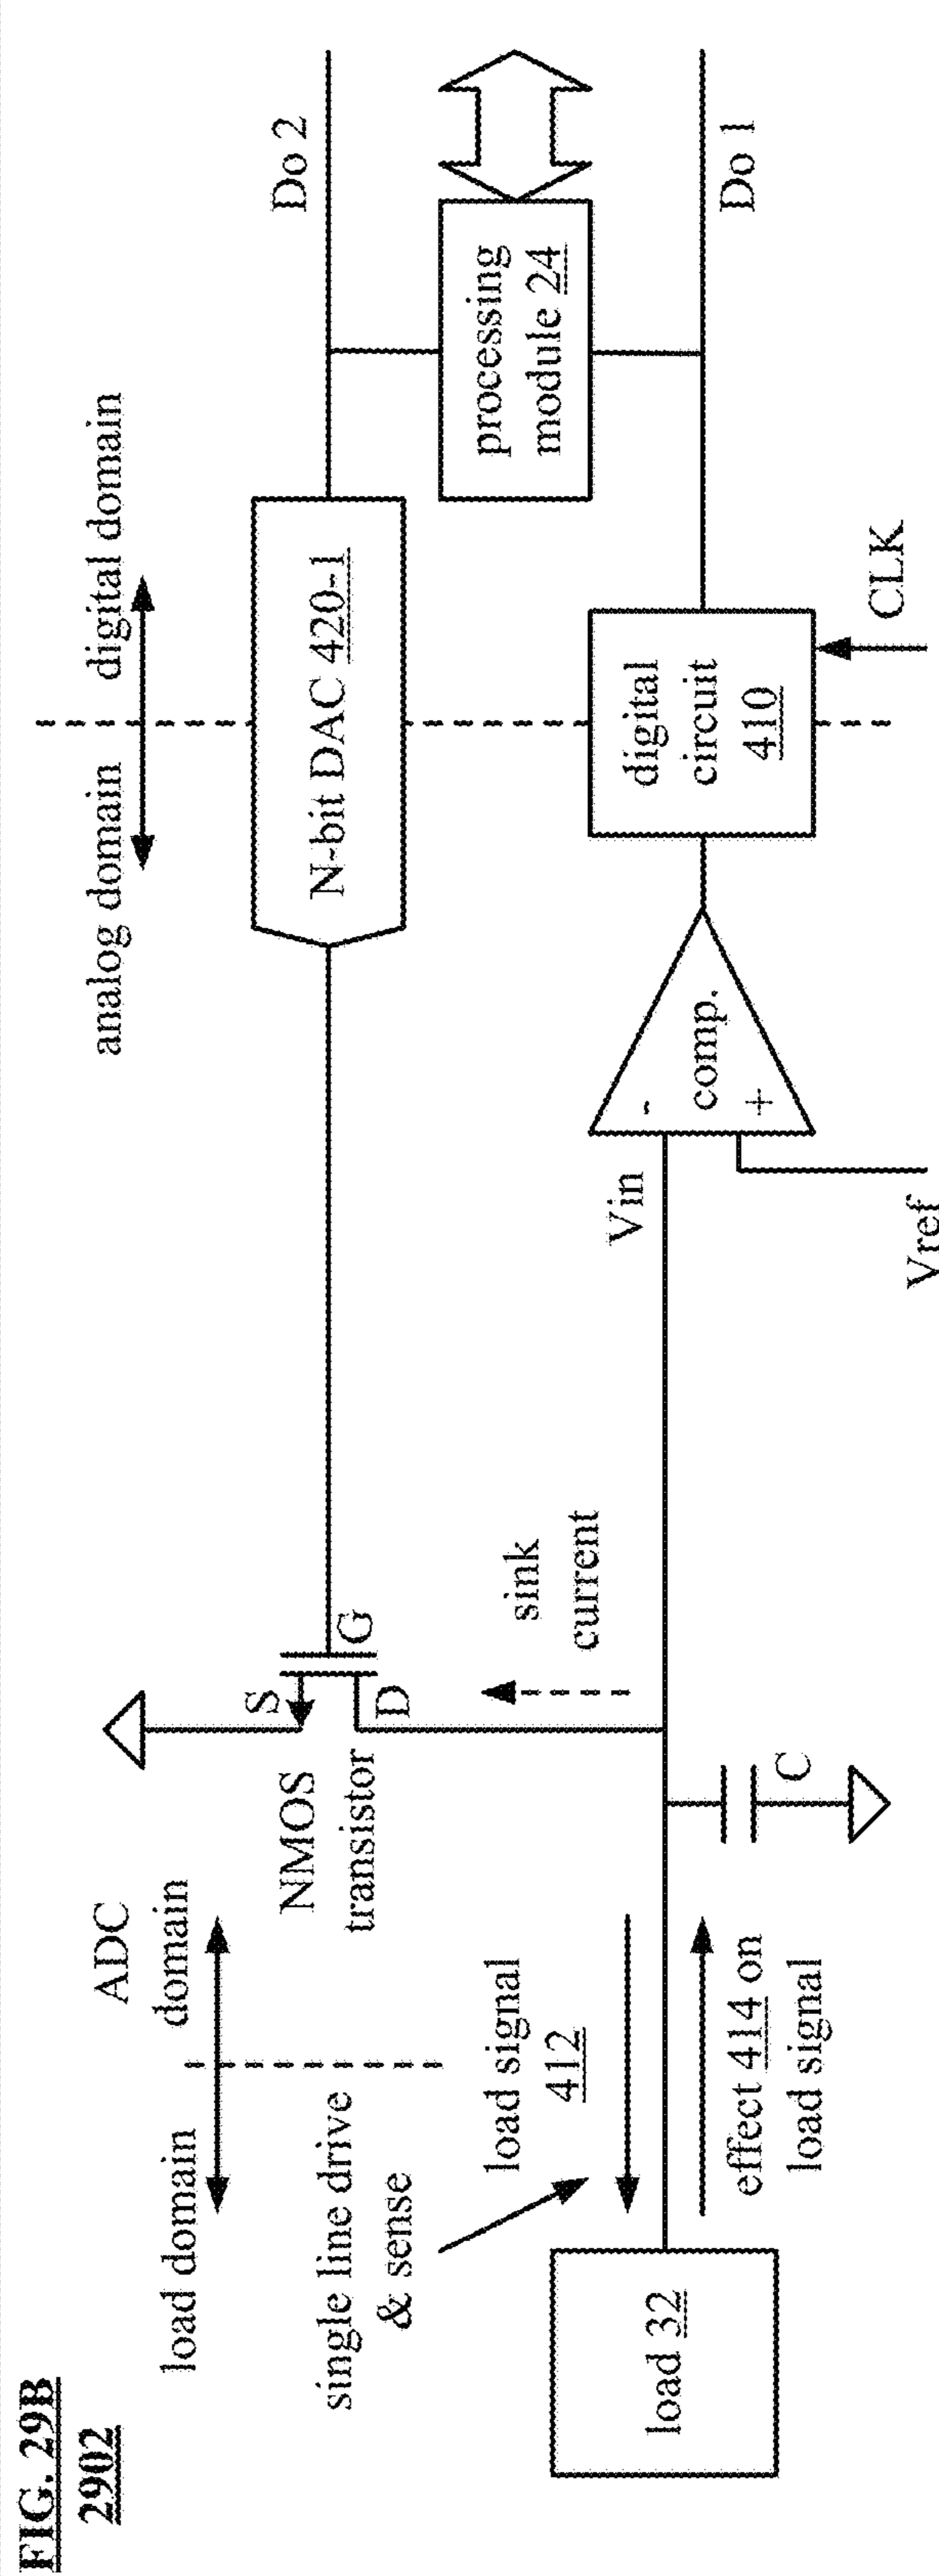 FIG. 29B
2902
load domain
ADC
domain
analog domain
digital domain
single line drive
& sense
NMOS
transistor
S
G
D
N-bit DAC 420-1
Do 2
load signal
412
sink
current
processing
module 24
load 32
effect 414 on
load signal
C
Vin
-
comp.
+
Vref
digital
circuit
410
CLK
Do 1